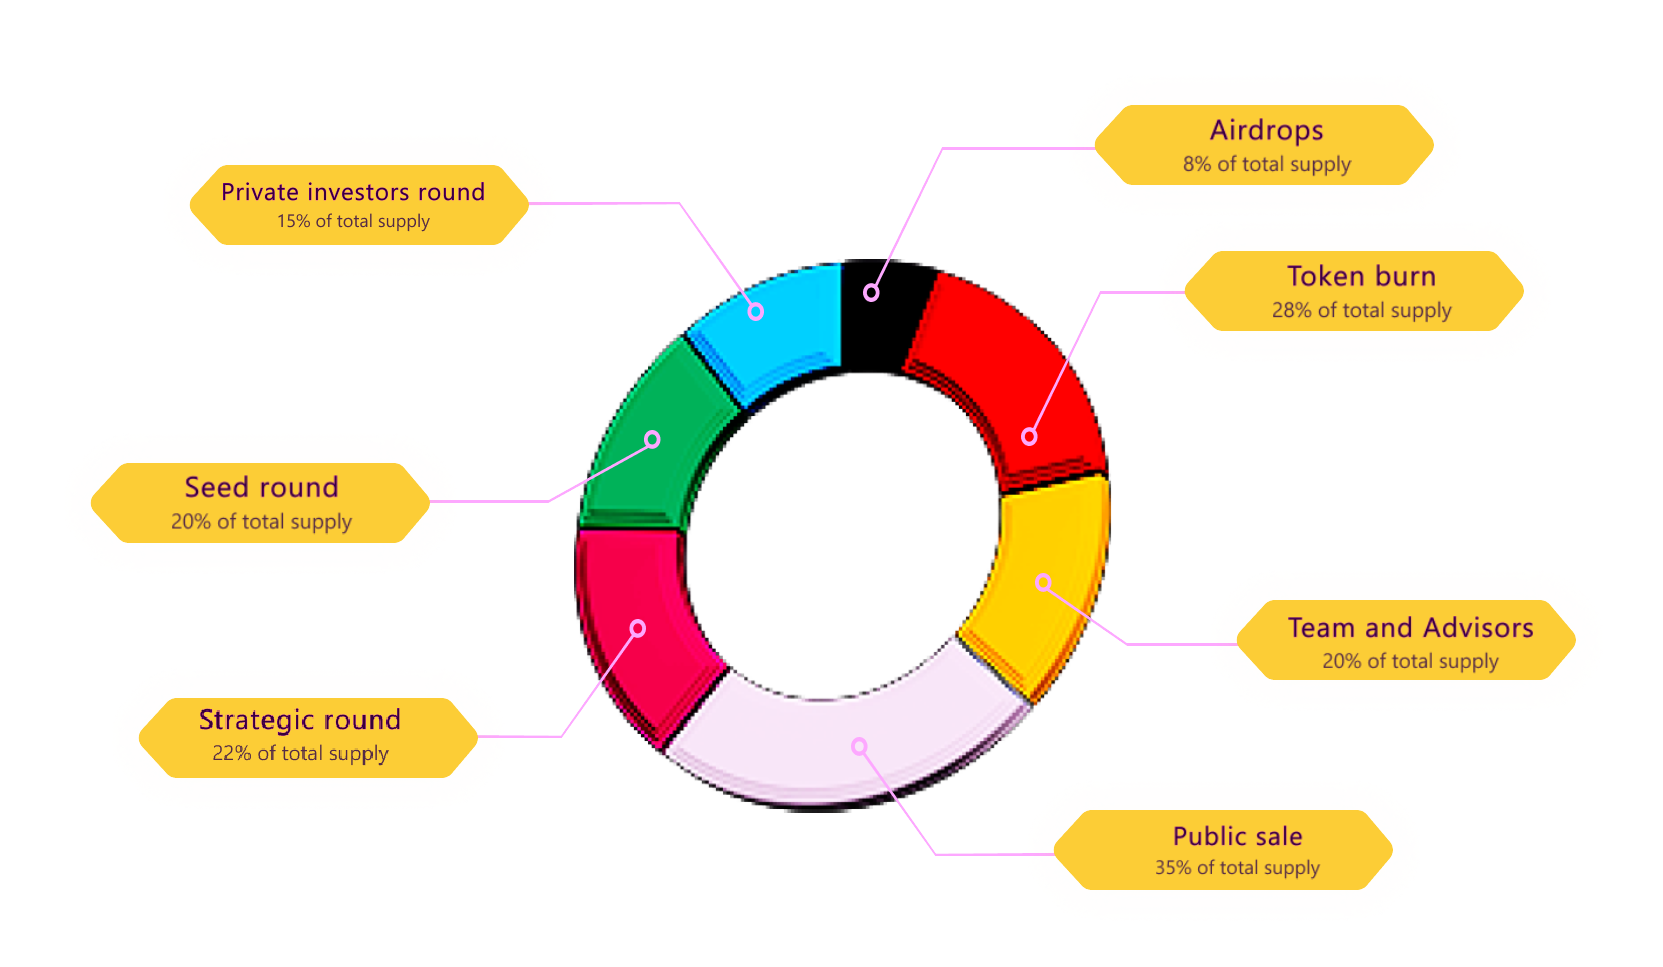 Airdrops
8% of total supply
Private investors round
15% of total supply
Token burn
28% of total supply
Seed round
20% of total supply
Team and Advisors
20% of total supply
Strategic round
22% of total supply
Public sale
35% of total supply